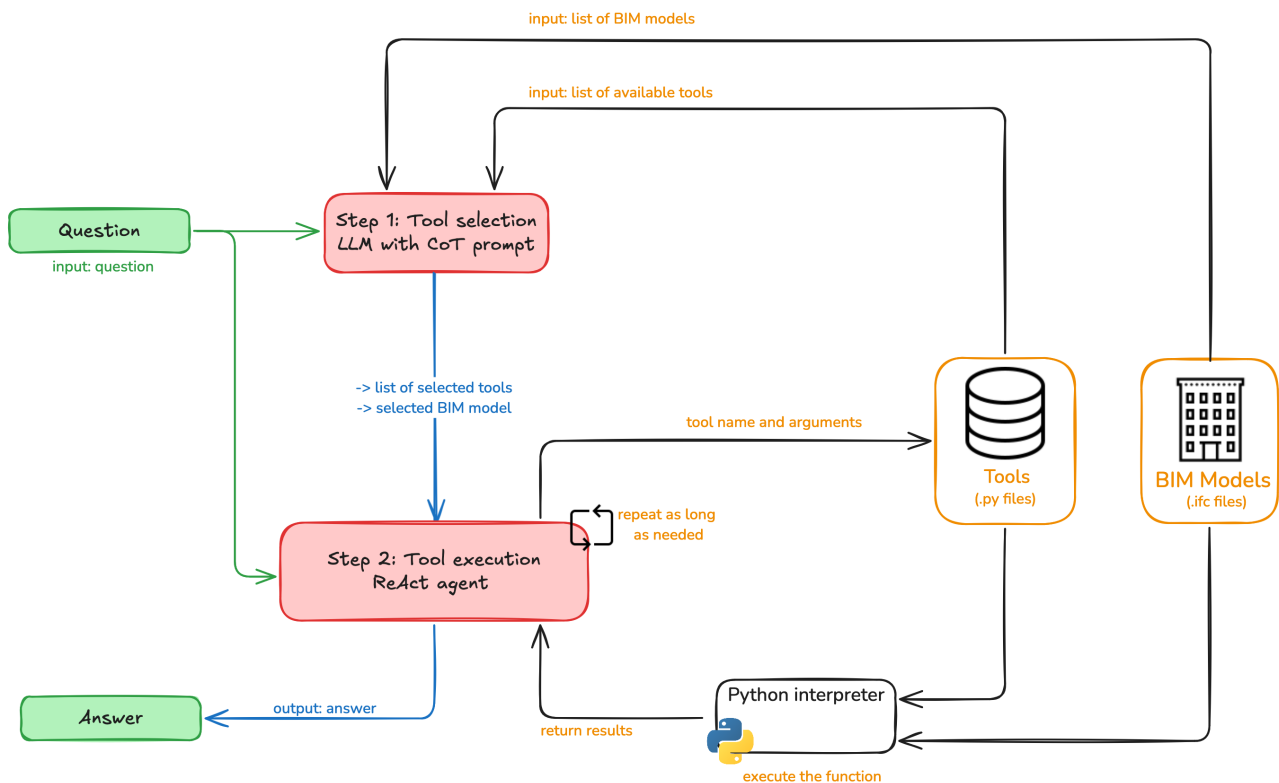 input: list of BIM models
input: list of available tools
Step 1: Tool selection
LLM with CoT prompt
Question
input: question
-> list of selected tools
-> selected BIM model
tool name and arguments
Tools
(.py files)
BIM Models
(.ifc files)
repeat as long
as needed
Step 2: Tool execution
ReAct agent
Python interpreter
Answer
output: answer
return results
execute the function